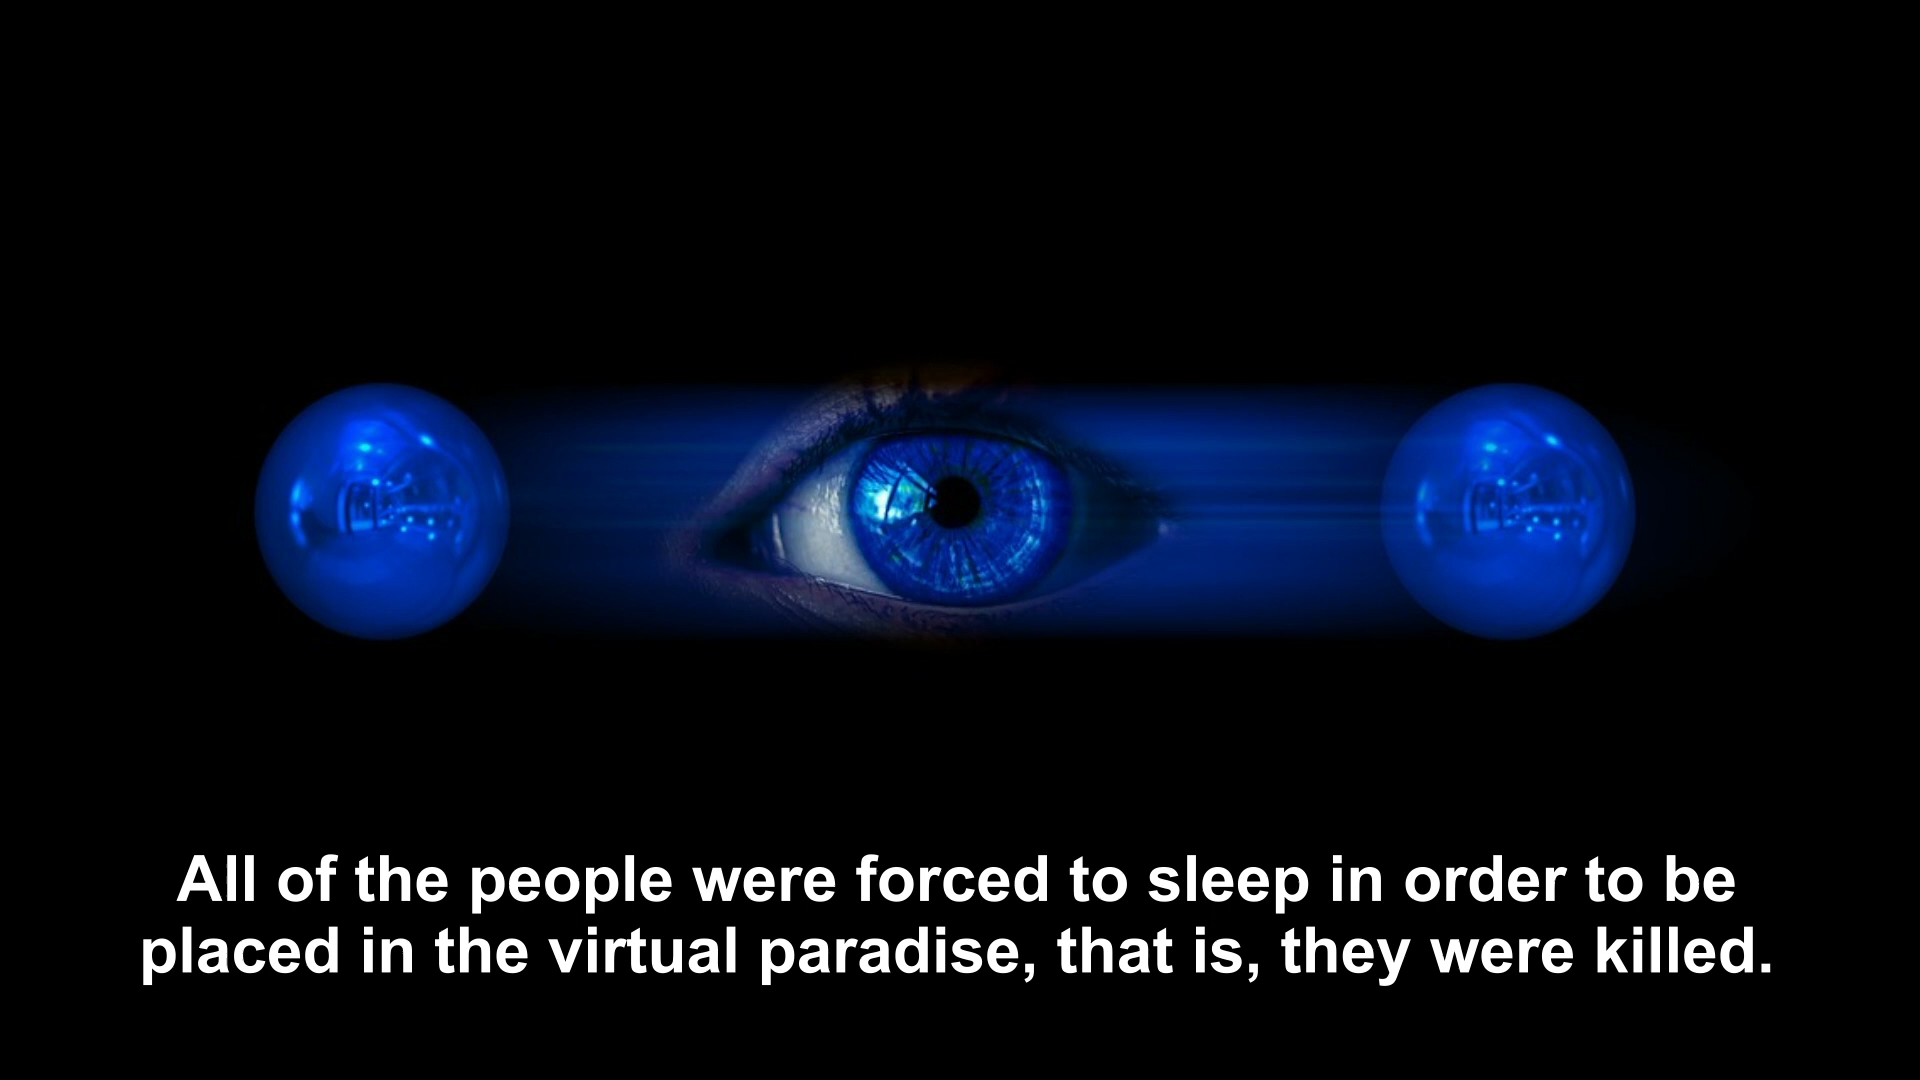 All of the people were forced to sleep in order to be
placed in the virtual paradise, that is, they were killed.